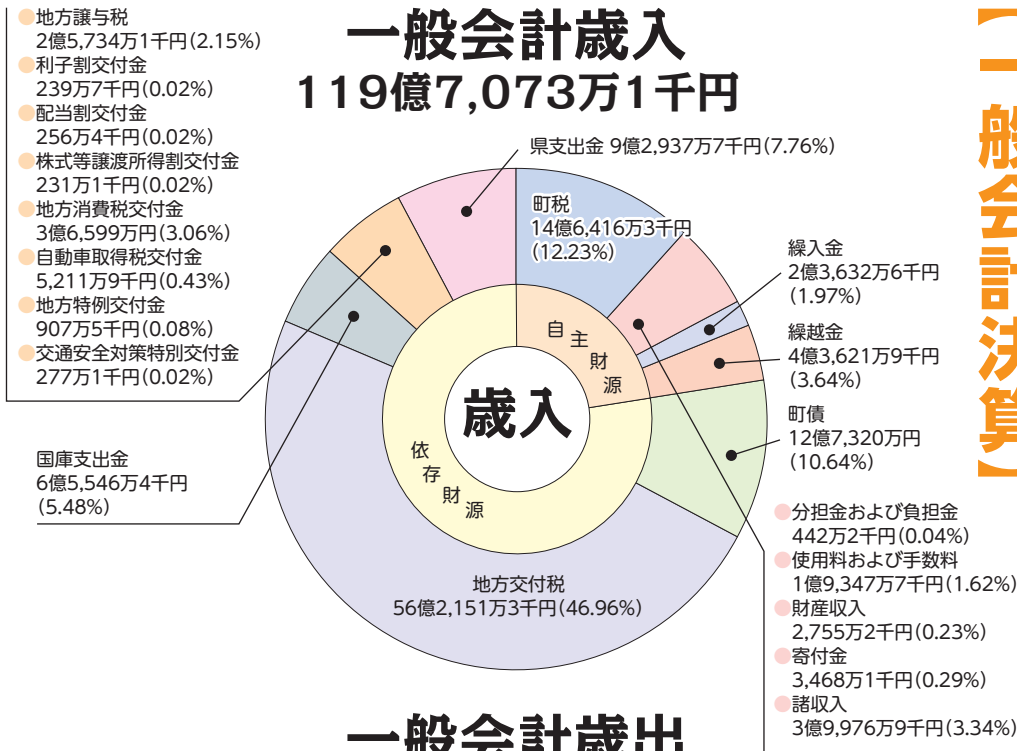 一般会計歳入
119億7,073万1千円
【一般会計決算】
地方譲与税
2億5,734万1千円(2.15%)
利子割交付金
239万7千円(0.02%)
配当割交付金
256万4千円(0.02%)
株式等譲渡所得割交付金
231万1千円(0.02%)
地方消費税交付金
3億6,599万円(3.06%)
自動車取得税交付金
5,211万9千円(0.43%)
地方特例交付金
907万5千円(0.08%)
交通安全対策特別交付金
277万1千円(0.02%)
県支出金 9億2,937万7千円(7.76%)
町税
14億6,416万3千円
(12.23%)
繰入金
2億3,632万6千円
(1.97%)
繰越金
4億3,621万9千円
(3.64%)
町債
12億7,320万円
(10.64%)
自主財源
歳入
依存財源
国庫支出金
6億5,546万4千円
(5.48%)
地方交付税
56億2,151万3千円(46.96%)
分担金および負担金
442万2千円(0.04%)
使用料および手数料
1億9,347万7千円(1.62%)
財産収入
2,755万2千円(0.23%)
寄付金
3,468万1千円(0.29%)
諸収入
3億9,976万9千円(3.34%)
一般会計歳出